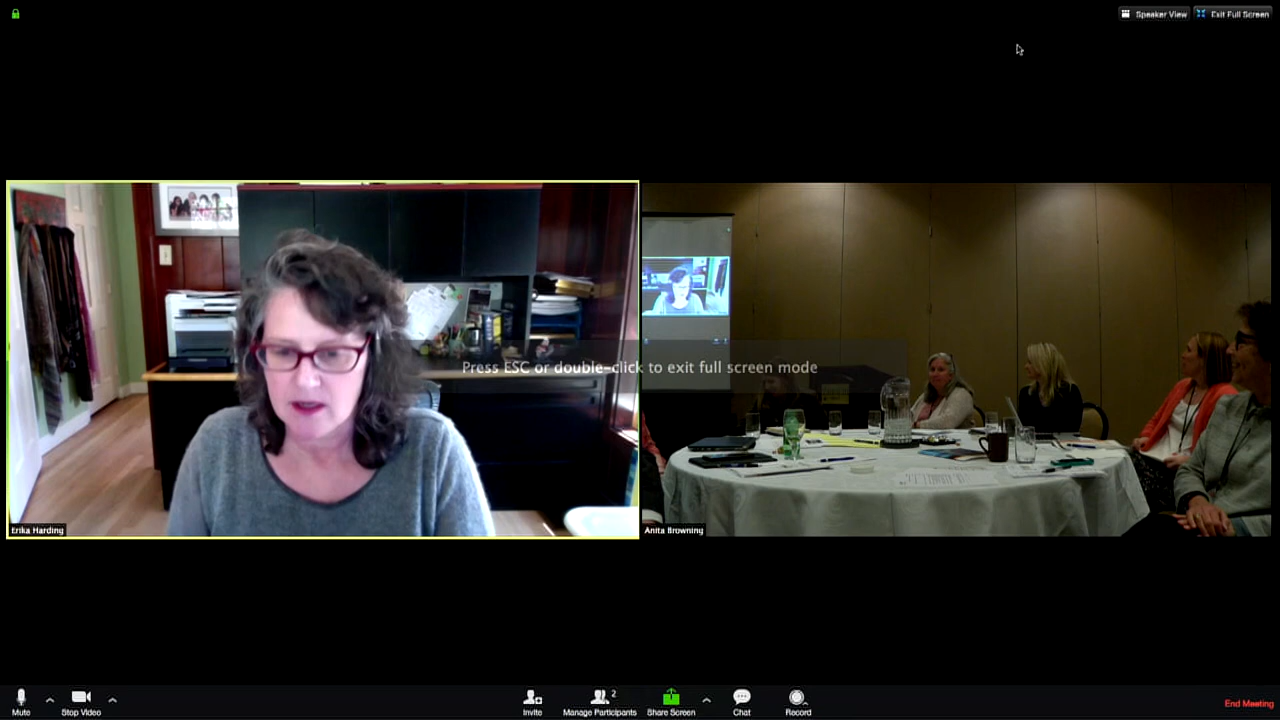 Speaker View
Exit Full Screen
Press ESC or double-click to exit full screen mode
Erika Harding
Anita Browning
Mute
Stop Video
Invite
Manage Participants
2
Share Screen
Chat
Record
End Meeting